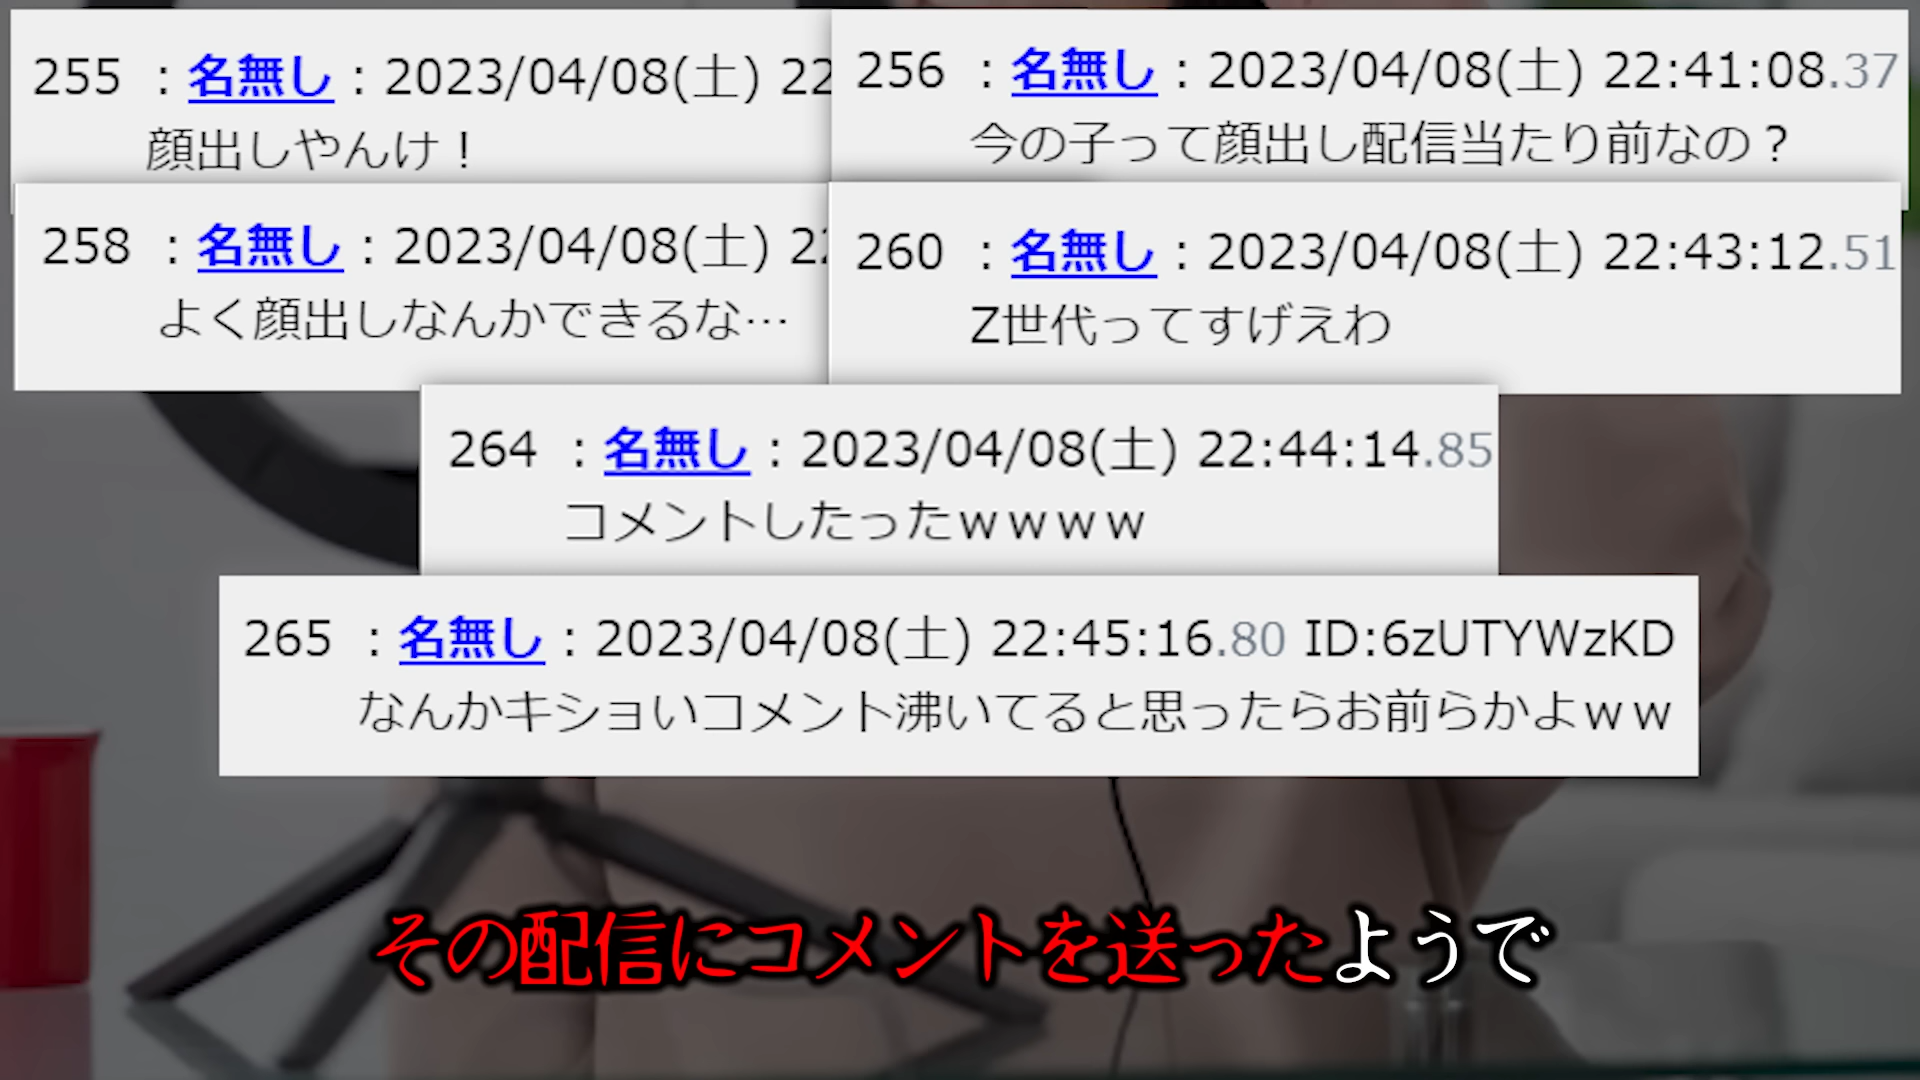 255 ：名無し：2023/04/08(土) 22
顔出しやんけ！
256 ：名無し：2023/04/08(土) 22:41:08.37
今の子って顔出し配信当たり前なの？
258 ：名無し：2023/04/08(土) 22
よく顔出しなんかできるな…
260 ：名無し：2023/04/08(土) 22:43:12.51
Z世代ってすげえわ
264 ：名無し：2023/04/08(土) 22:44:14.85
コメントしたったｗｗｗｗ
265 ：名無し：2023/04/08(土) 22:45:16.80 ID:6zUTYWzKD
なんかキショいコメント沸いてると思ったらお前らかよｗｗ
その配信にコメントを送ったようで